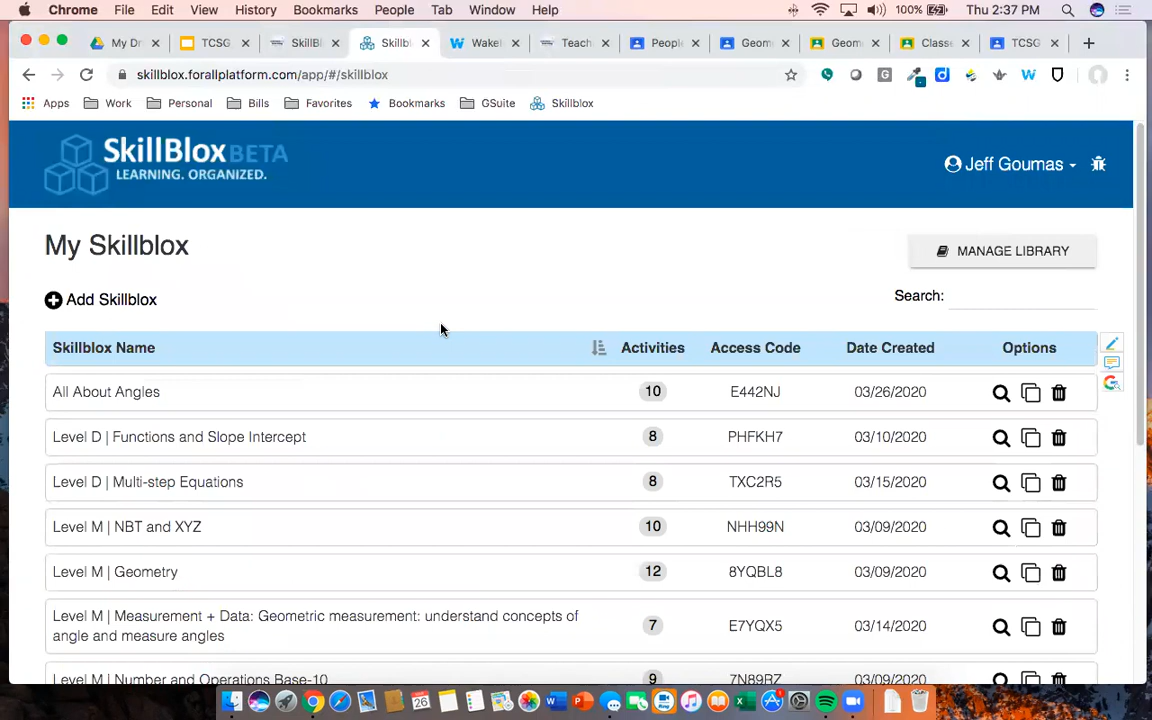 Chrome File Edit View History Bookmarks People Tab Window Help 100% Thu 2:37 PM
My Dr TCSG SkillBl Skillbl Wakel Teach People Geom Geom Classe TCSG
skillblox.forallplatform.com/app/#/skillblox
Apps Work Personal Bills Favorites Bookmarks GSuite Skillblox
SkillBlox BETA
LEARNING. ORGANIZED.
Jeff Goumas
My Skillblox
MANAGE LIBRARY
Add Skillblox
Search:
Skillblox Name Activities Access Code Date Created Options
All About Angles 10 E442NJ 03/26/2020
Level D | Functions and Slope Intercept 8 PHFKH7 03/10/2020
Level D | Multi-step Equations 8 TXC2R5 03/15/2020
Level M | NBT and XYZ 10 NHH99N 03/09/2020
Level M | Geometry 12 8YQBL8 03/09/2020
Level M | Measurement + Data: Geometric measurement: understand concepts of
angle and measure angles 7 E7YQX5 03/14/2020
Level M | Number and Operations Base-10 9 7N89RZ 03/09/2020